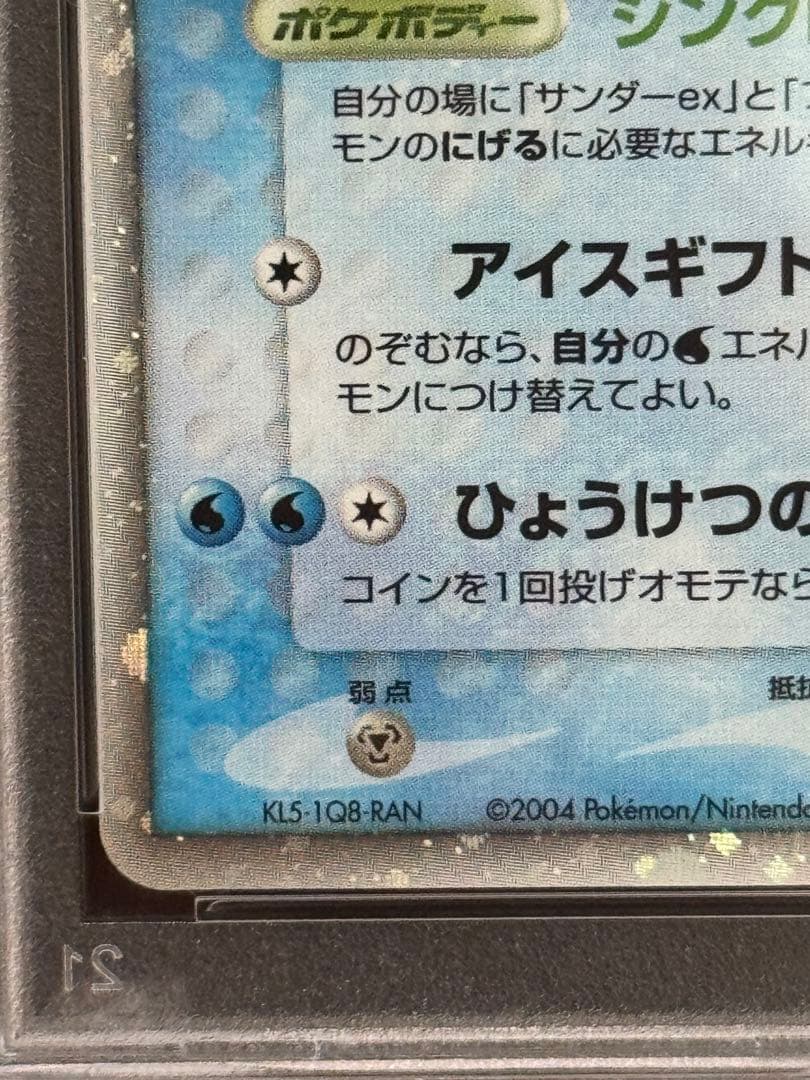 ポケボディー シング
自分の場に「サンダーex」と「
モンのにげるに必要なエネル
アイスギフト
のぞむなら、自分のエネル
モンにつけ替えてよい。
ひょうけつの
コインを1回投げオモテなら
弱点 抵抗
KL5-1Q8-RAN ©2004 Pokémon/Nintendo
21